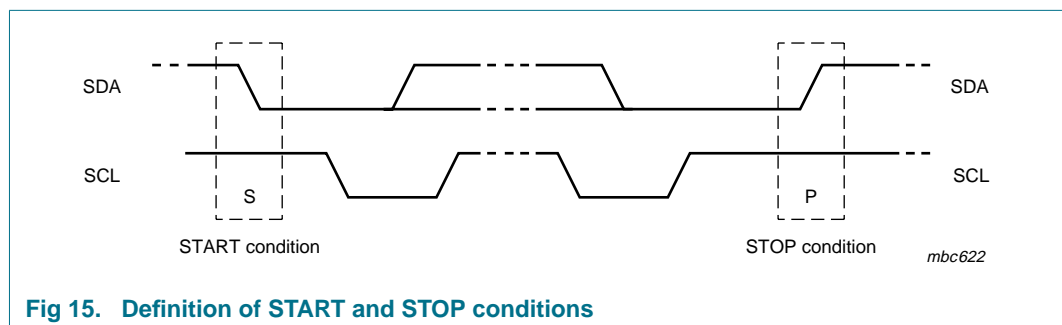 SDA SDA
SCL SCL
S P
START condition STOP condition
mbc622
Fig 15. Definition of START and STOP conditions